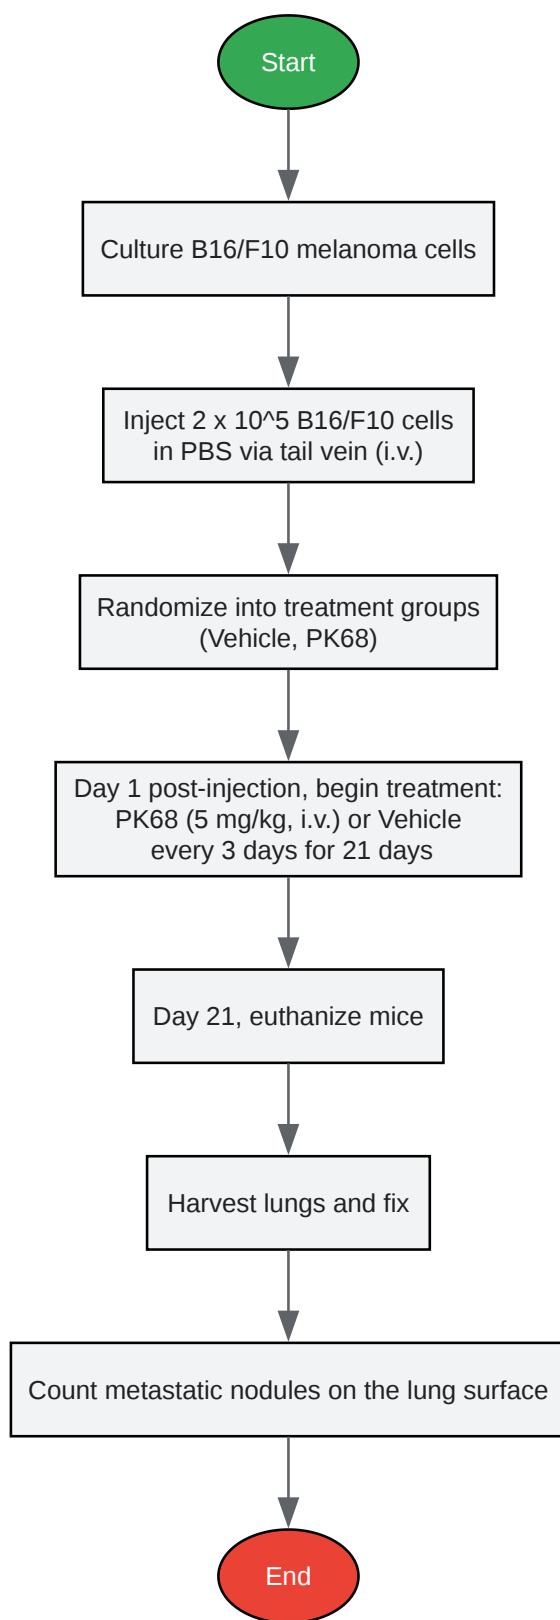 Start
Culture B16/F10 melanoma cells
Inject 2 x 10^5 B16/F10 cells
in PBS via tail vein (i.v.)
Randomize into treatment groups
(Vehicle, PK68)
Day 1 post-injection, begin treatment:
PK68 (5 mg/kg, i.v.) or Vehicle
every 3 days for 21 days
Day 21, euthanize mice
Harvest lungs and fix
Count metastatic nodules on the lung surface
End